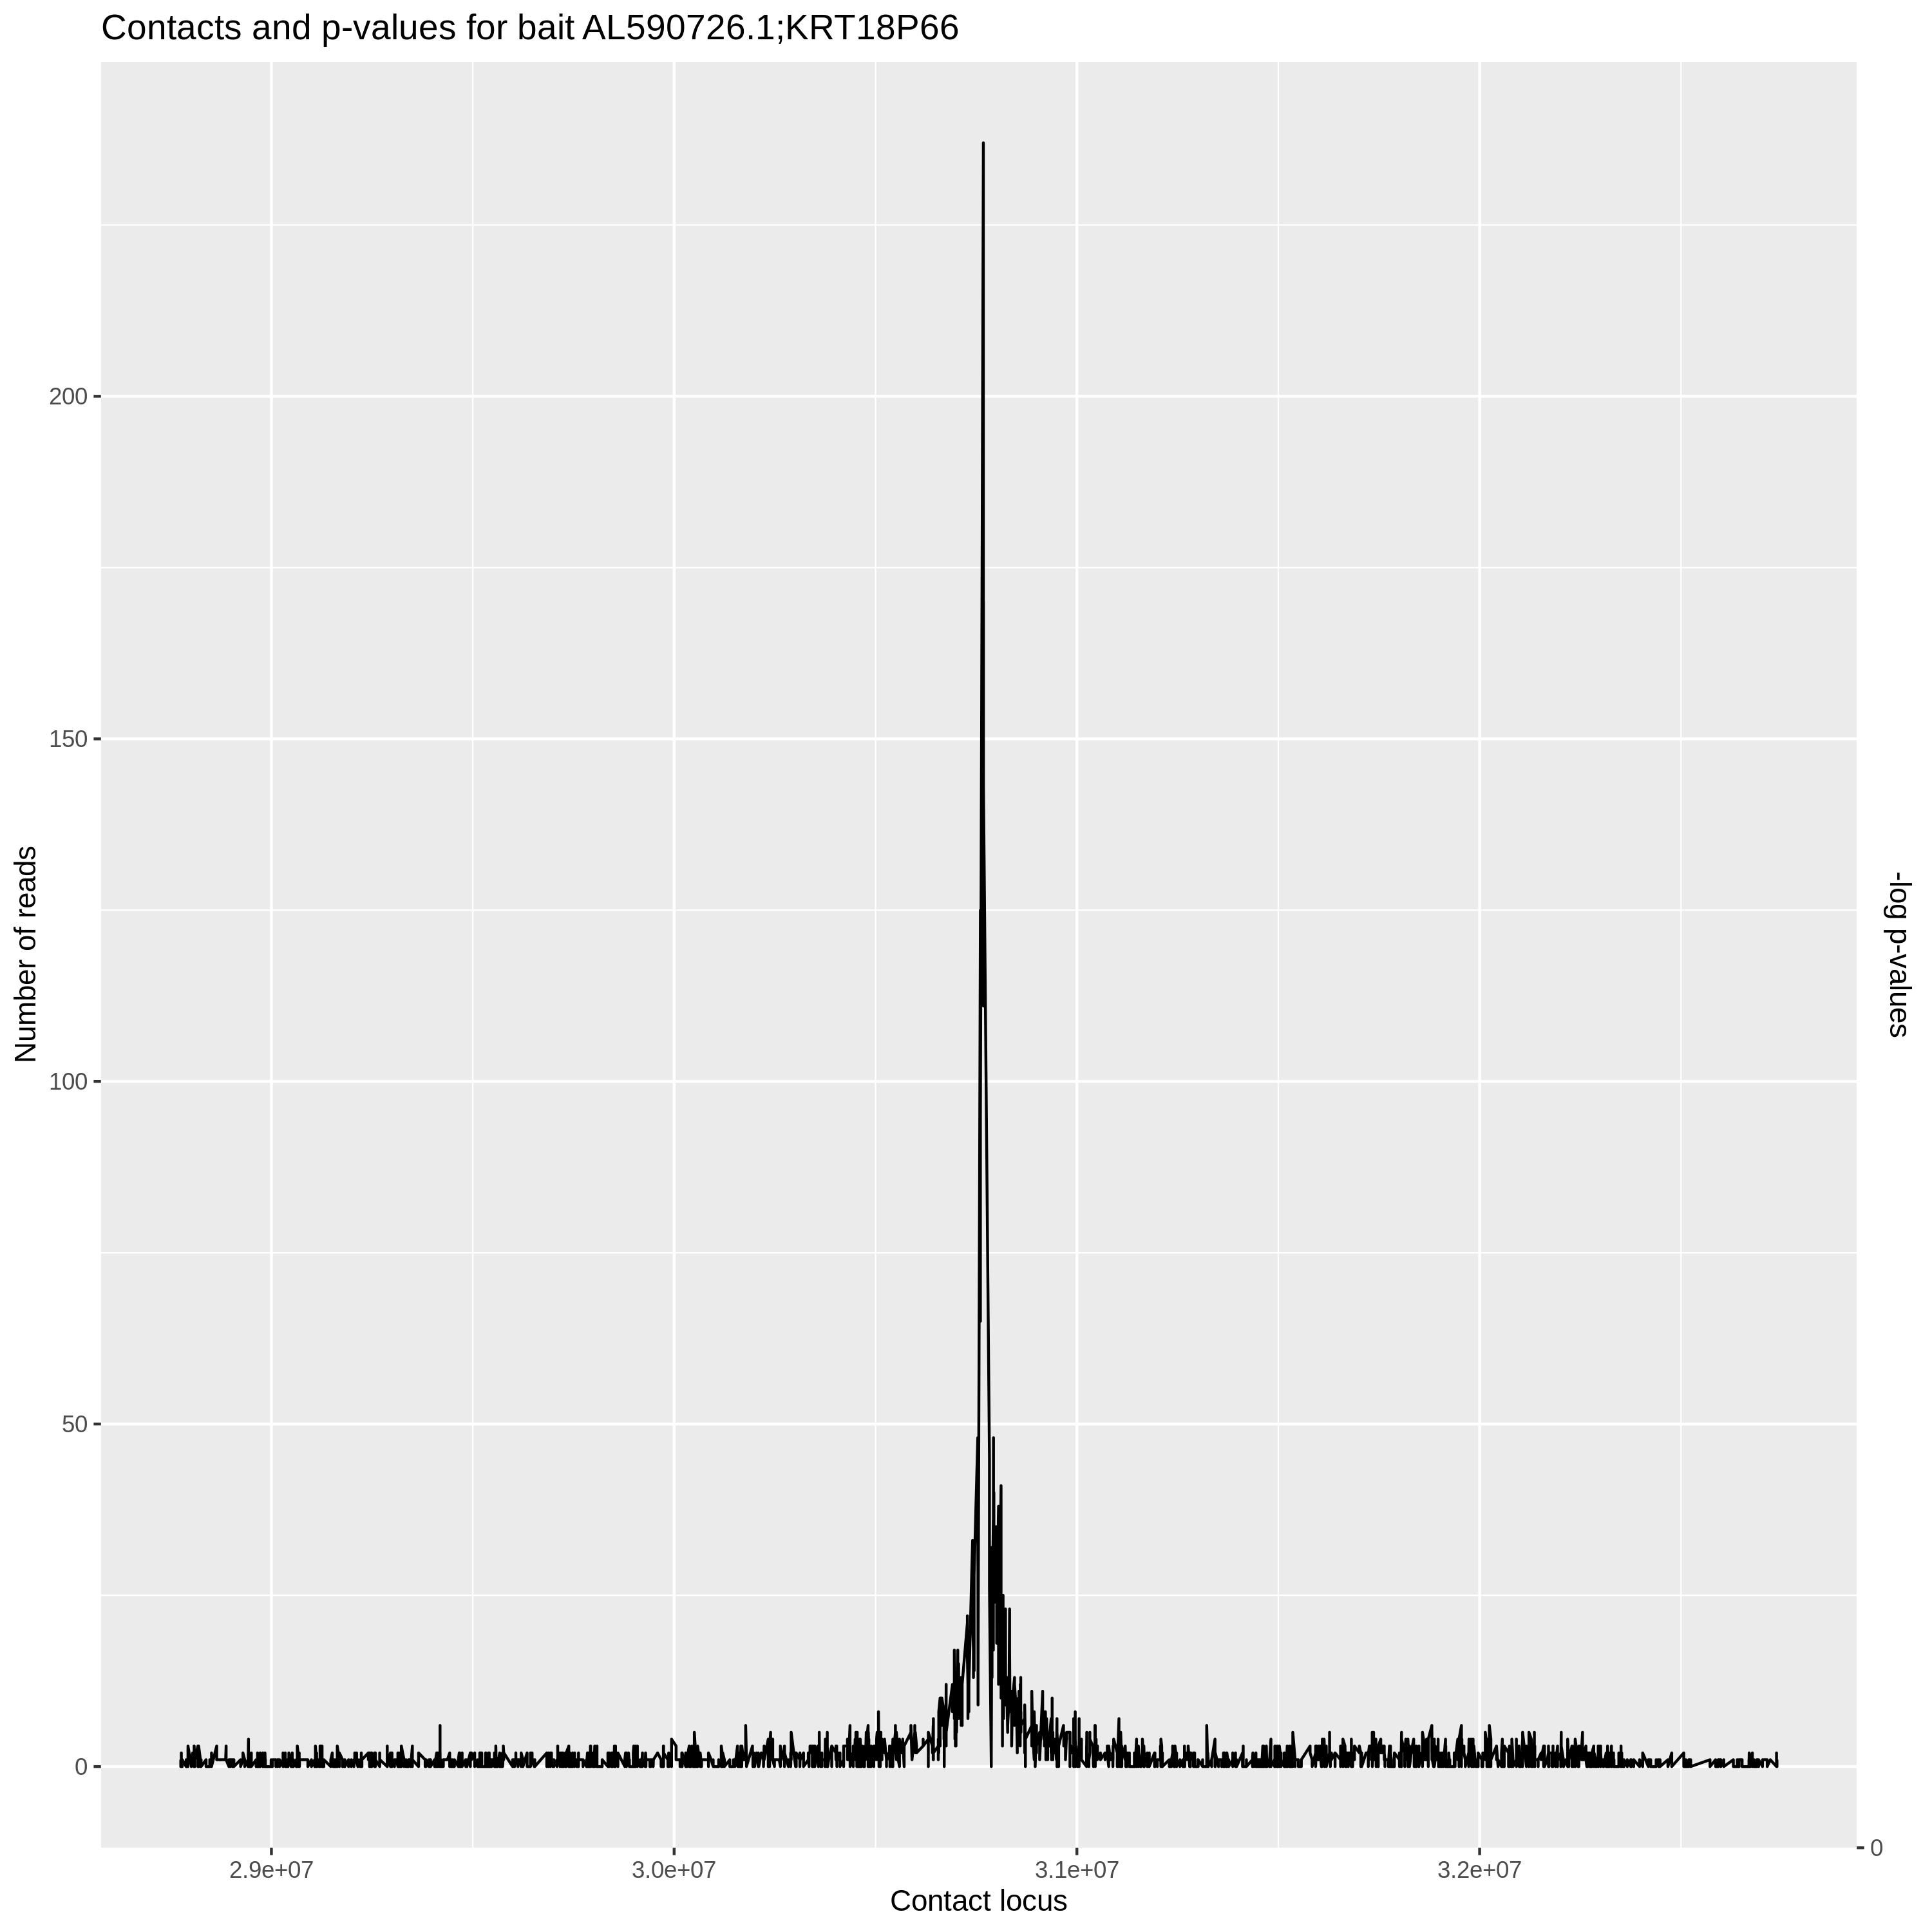 Contacts and p-values for bait AL590726.1;KRT18P66
200
150
100
50
0
Number of reads
-log p-values
0
2.9e+07
3.0e+07
3.1e+07
3.2e+07
Contact locus